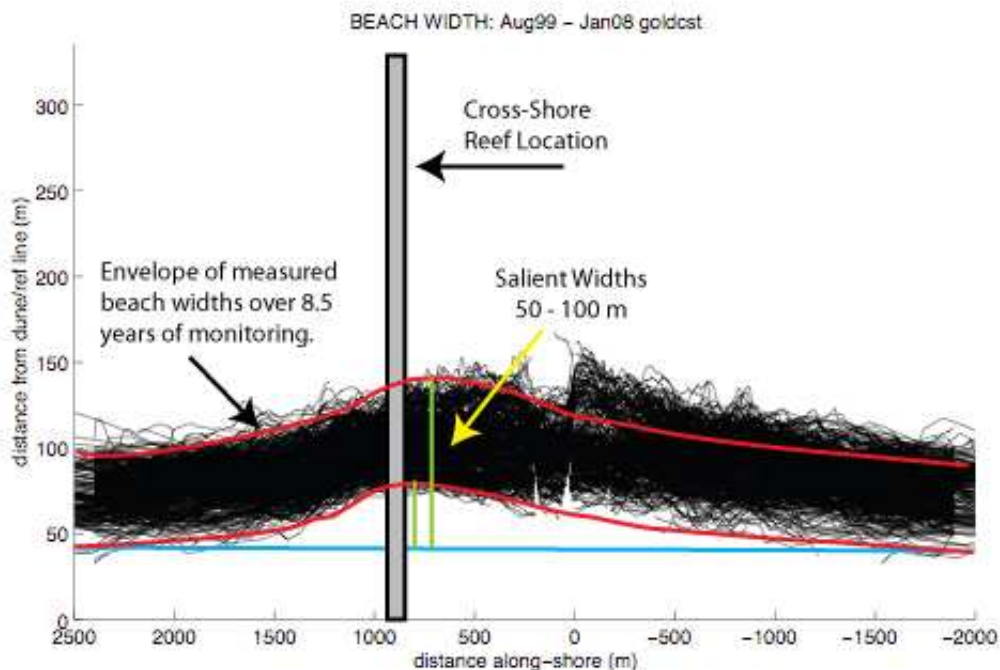 BEACH WIDTH: Aug99 – Jan08 goldcst
Cross-Shore
Reef Location
Envelope of measured
beach widths over 8.5
years of monitoring.
Salient Widths
50 - 100 m
distance from dune/ref line (m)
300
250
200
150
100
50
0
2500 2000 1500 1000 500 0 −500 −1000 −1500 −2000
distance along−shore (m)